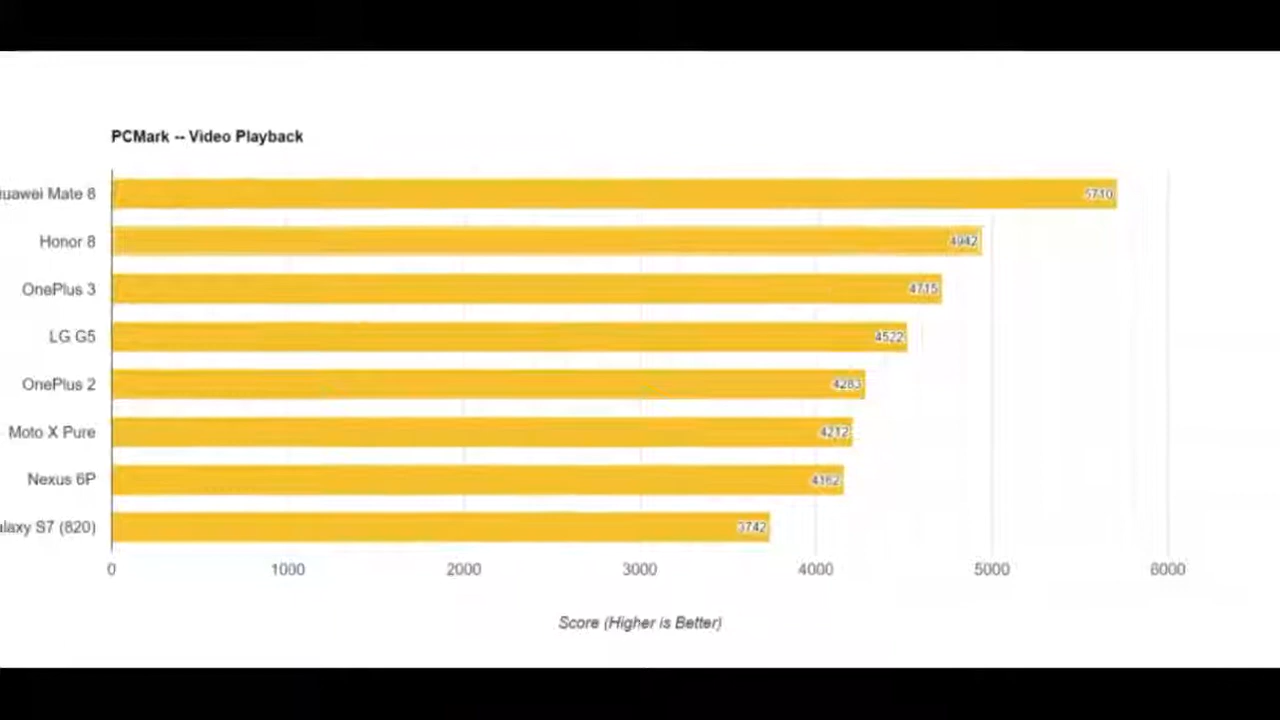 PCMark -- Video Playback
uawei Mate 8 5710
Honor 8 4942
OnePlus 3 4715
LG G5 4522
OnePlus 2 4283
Moto X Pure 4212
Nexus 6P 4162
laxy S7 (820) 3742
0 1000 2000 3000 4000 5000 6000
Score (Higher is Better)